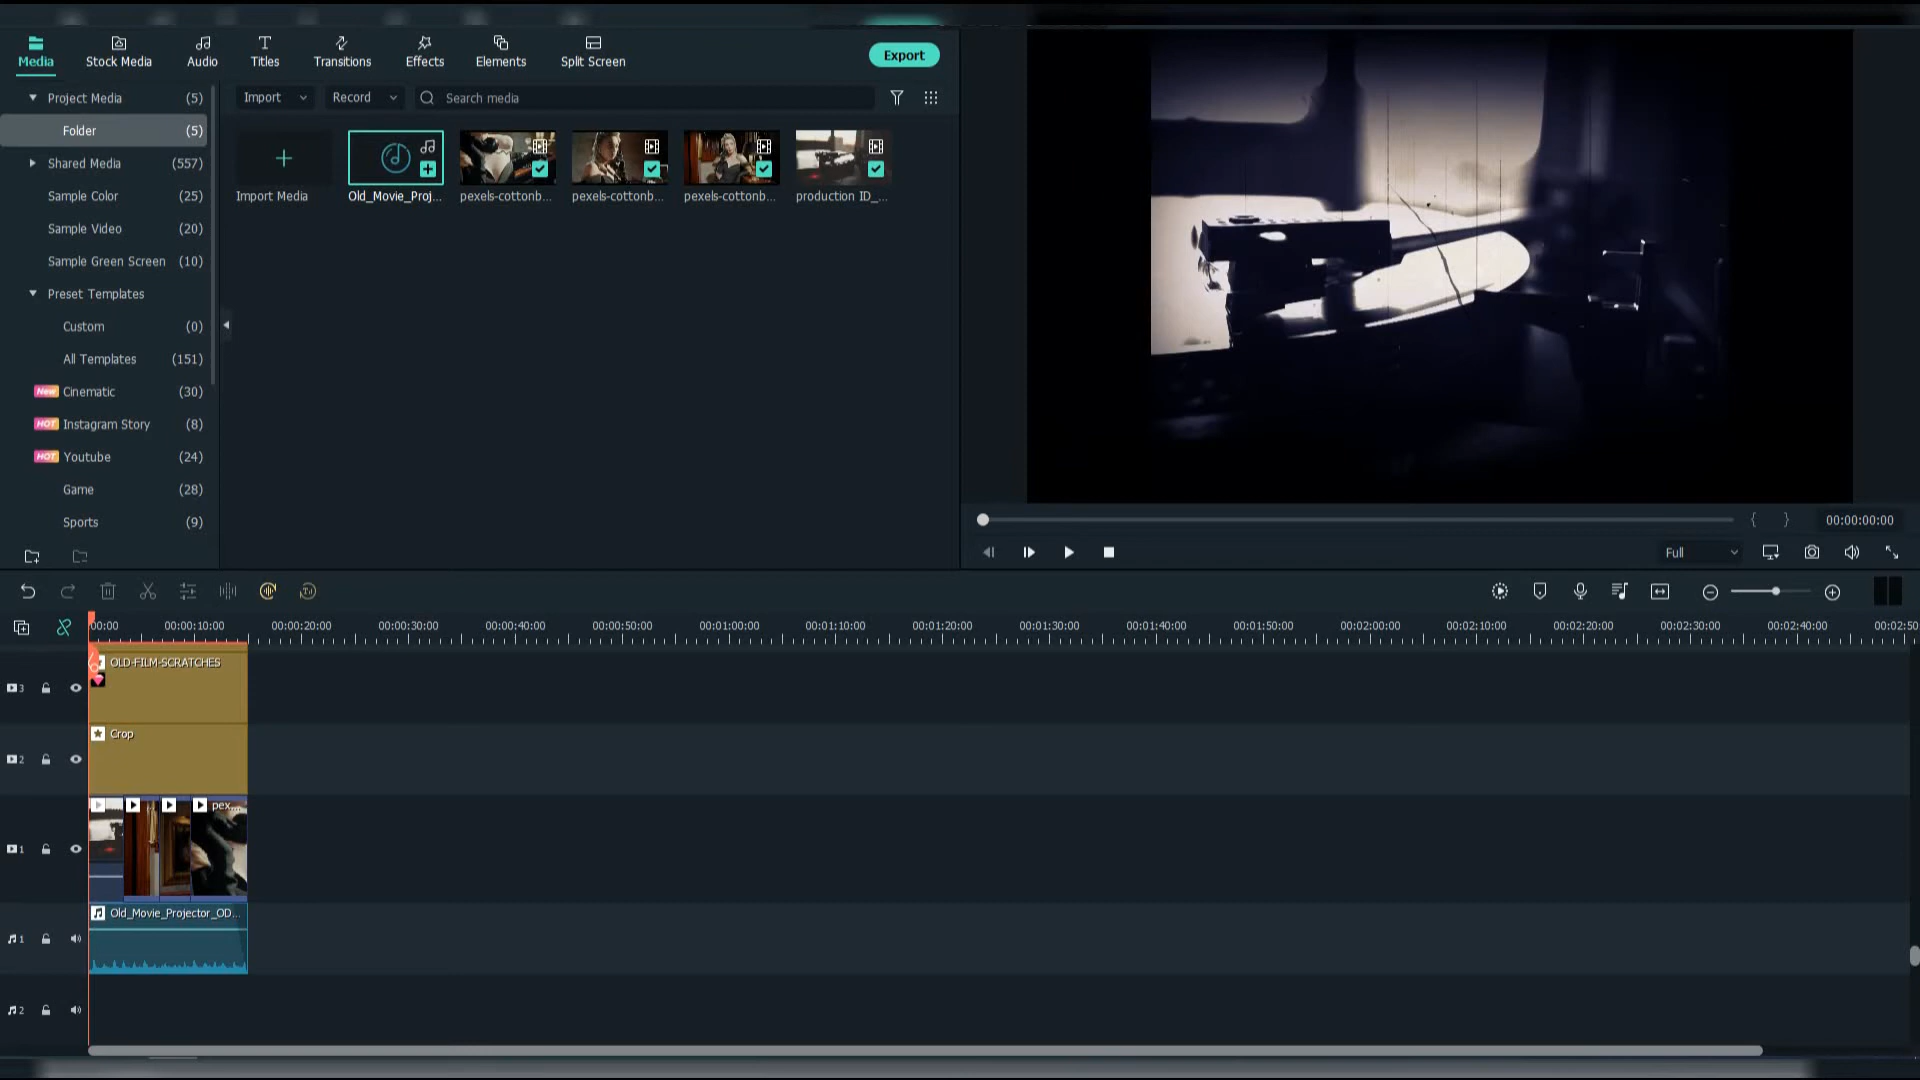 Media
Stock Media
Audio
Titles
Transitions
Effects
Elements
Split Screen
Export
Project Media (5)
Folder (5)
Shared Media (557)
Sample Color (25)
Sample Video (20)
Sample Green Screen (10)
Preset Templates
Custom (0)
All Templates (151)
New Cinematic (30)
HOT Instagram Story (8)
HOT Youtube (24)
Game (28)
Sports (9)
Import
Record
Search media
Import Media
Old_Movie_Proj...
pexels-cottonb...
pexels-cottonb...
pexels-cottonb...
production ID_...
{ } 00:00:00:00
Full
00:00 00:00:10:00 00:00:20:00 00:00:30:00 00:00:40:00 00:00:50:00 00:01:00:00 00:01:10:00 00:01:20:00 00:01:30:00 00:01:40:00 00:01:50:00 00:02:00:00 00:02:10:00 00:02:20:00 00:02:30:00 00:02:40:00 00:02:50
OLD-FILM-SCRATCHES
3
Crop
2
pex...
1
Old_Movie_Projector_OD...
1
2